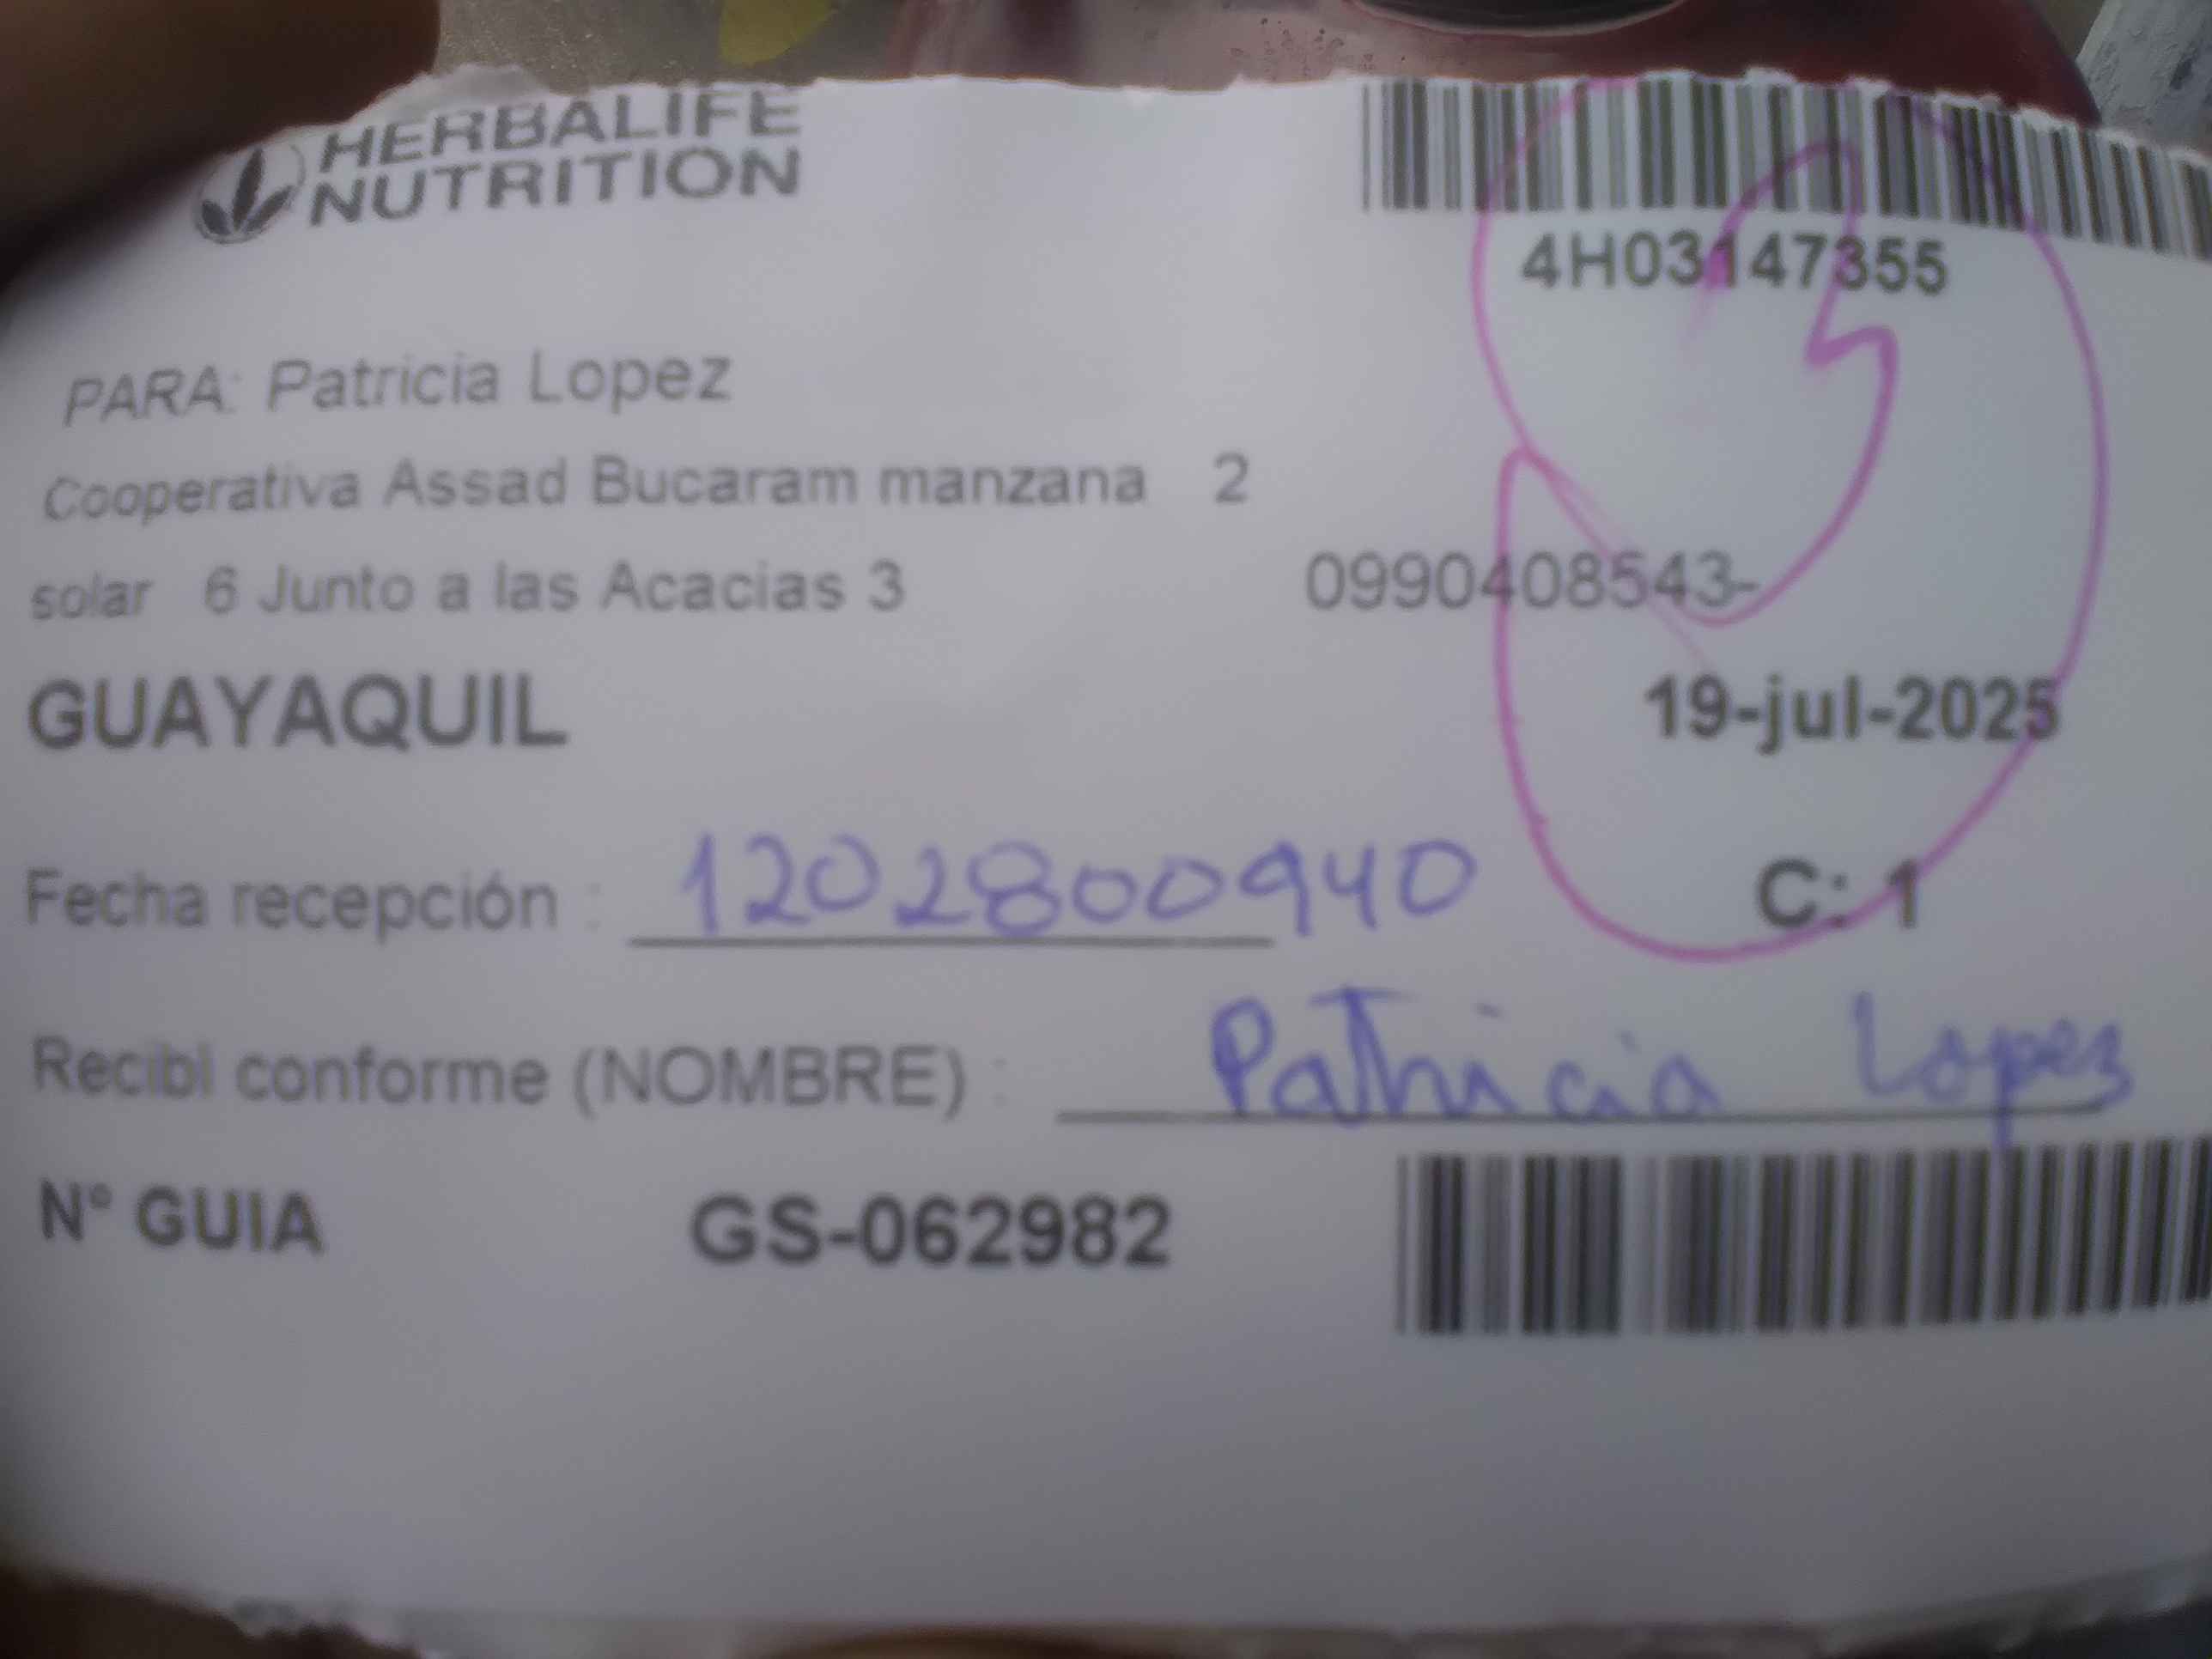 HERBALIFE
NUTRITION
4H03147355
PARA: Patricia Lopez
Cooperativa Assad Bucaram manzana 2
solar 6 Junto a las Acacias 3 0990408543-
GUAYAQUIL 19-jul-2025
Fecha recepción : 1202800940 C: 1
Recibi conforme (NOMBRE) : Patricia Lopez
N° GUIA GS-062982